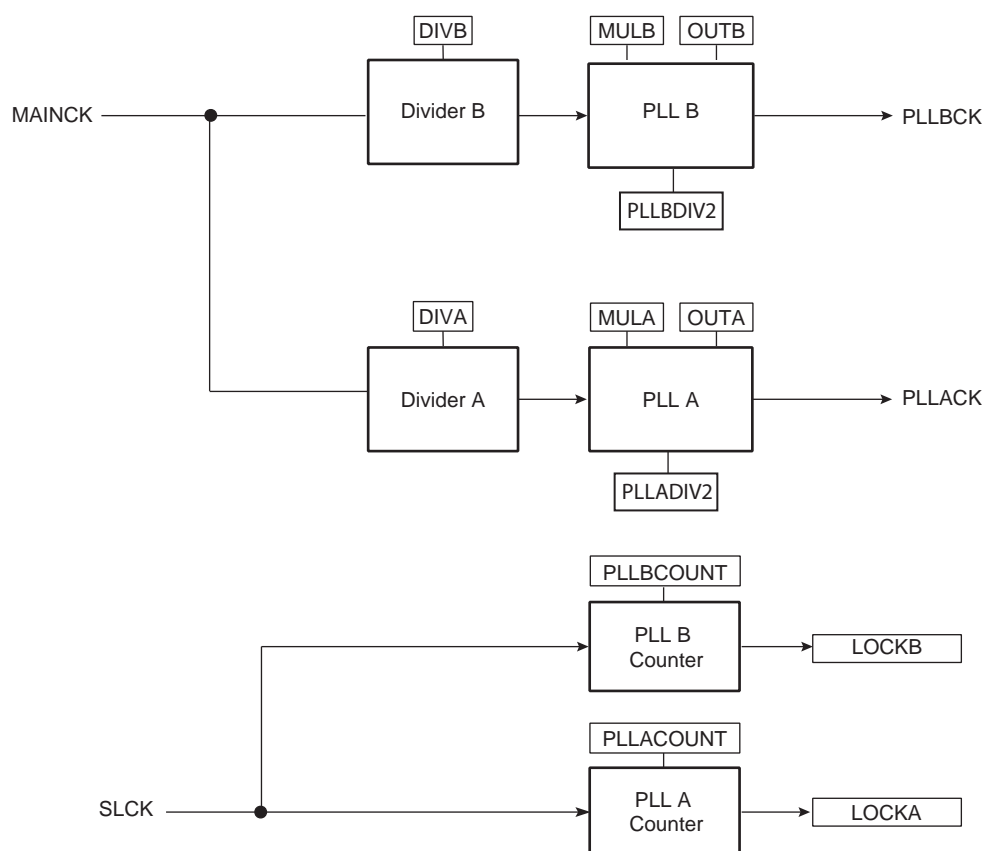 DIVB
MULB
OUTB
MAINCK
Divider B
PLL B
PLLBCK
PLLBDIV2
DIVA
MULA
OUTA
Divider A
PLL A
PLLACK
PLLADIV2
PLLBCOUNT
PLL B
Counter
LOCKB
PLLACOUNT
SLCK
PLL A
Counter
LOCKA